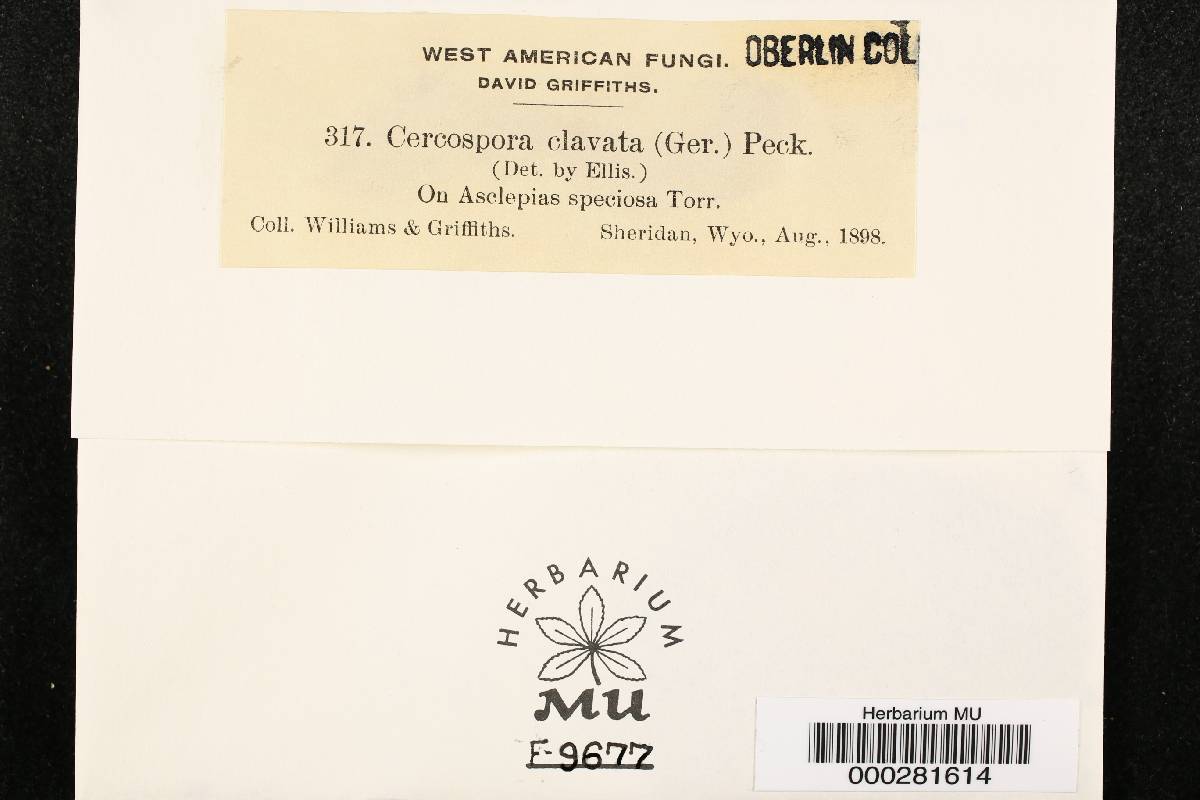 WEST AMERICAN FUNGI. OBERLIN COL
DAVID GRIFFITHS.
317. Cercospora clavata (Ger.) Peck.
(Det. by Ellis.)
On Asclepias speciosa Torr.
Coll. Williams & Griffiths. Sheridan, Wyo., Aug., 1898.
HERBARIUM
MU
F-9677
Herbarium MU
000281614